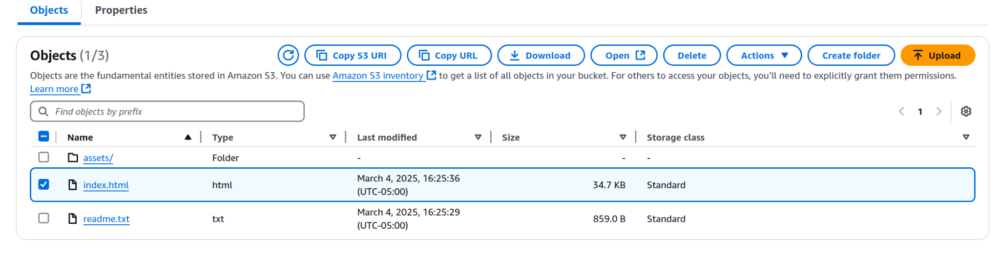 Objects Properties
Objects (1/3) Copy S3 URI Copy URL Download Open Delete Actions Create folder Upload
Objects are the fundamental entities stored in Amazon S3. You can use Amazon S3 inventory to get a list of all objects in your bucket. For others to access your objects, you’ll need to explicitly grant them permissions.
Learn more
Find objects by prefix 1
Name Type Last modified Size Storage class
assets/ Folder - - -
index.html html March 4, 2025, 16:25:36 (UTC-05:00) 34.7 KB Standard
readme.txt txt March 4, 2025, 16:25:29 (UTC-05:00) 859.0 B Standard